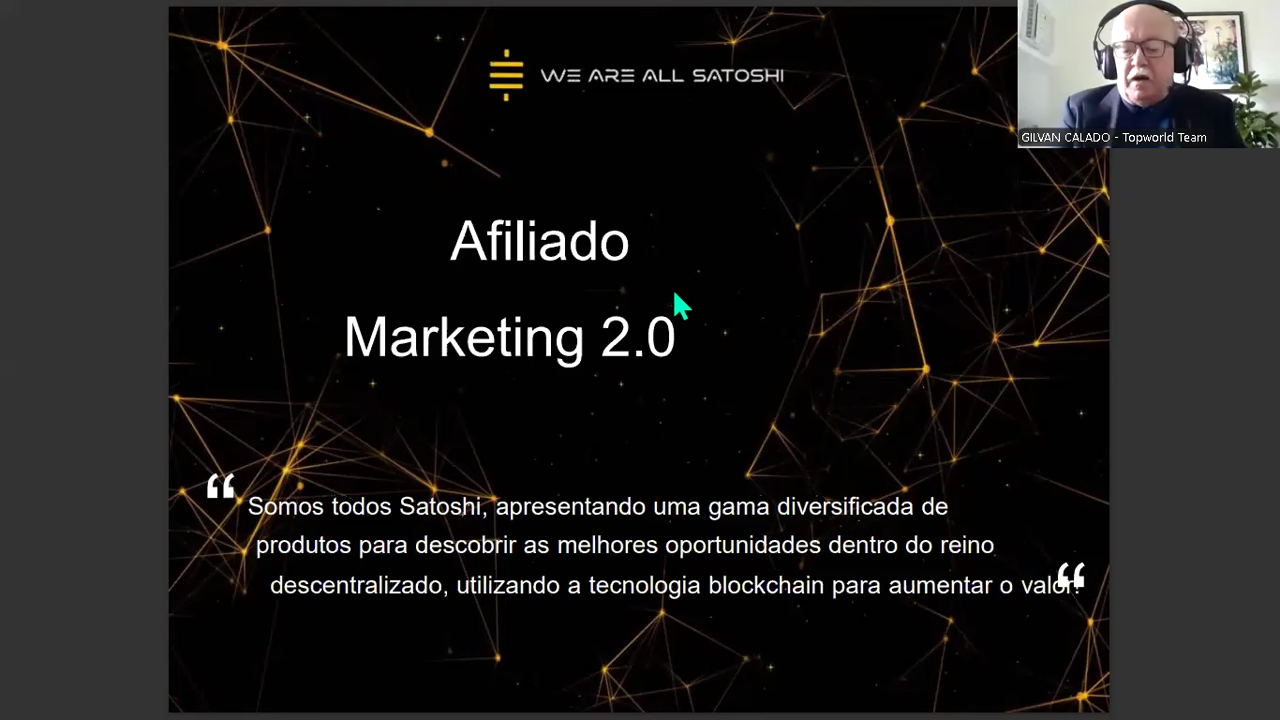 WE ARE ALL SATOSHI
GILVAN CALADO - Topworld Team
Afiliado
Marketing 2.0
“ Somos todos Satoshi, apresentando uma gama diversificada de
produtos para descobrir as melhores oportunidades dentro do reino
descentralizado, utilizando a tecnologia blockchain para aumentar o valor. “